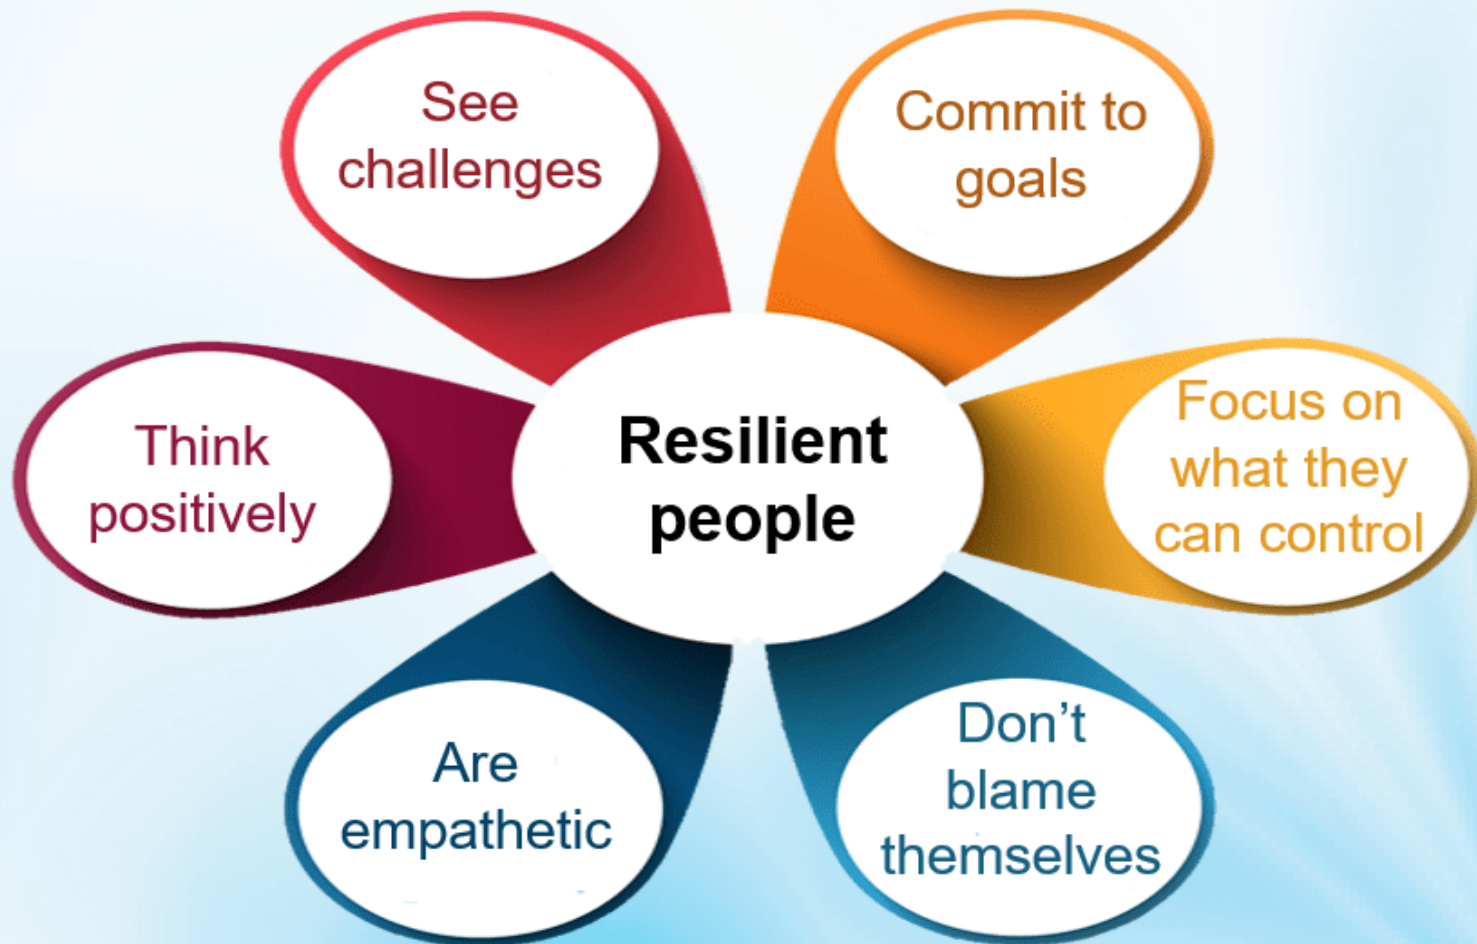 See
challenges
Commit to
goals
Think
positively
Resilient
people
Focus on
what they
can control
Are
empathetic
Don’t
blame
themselves